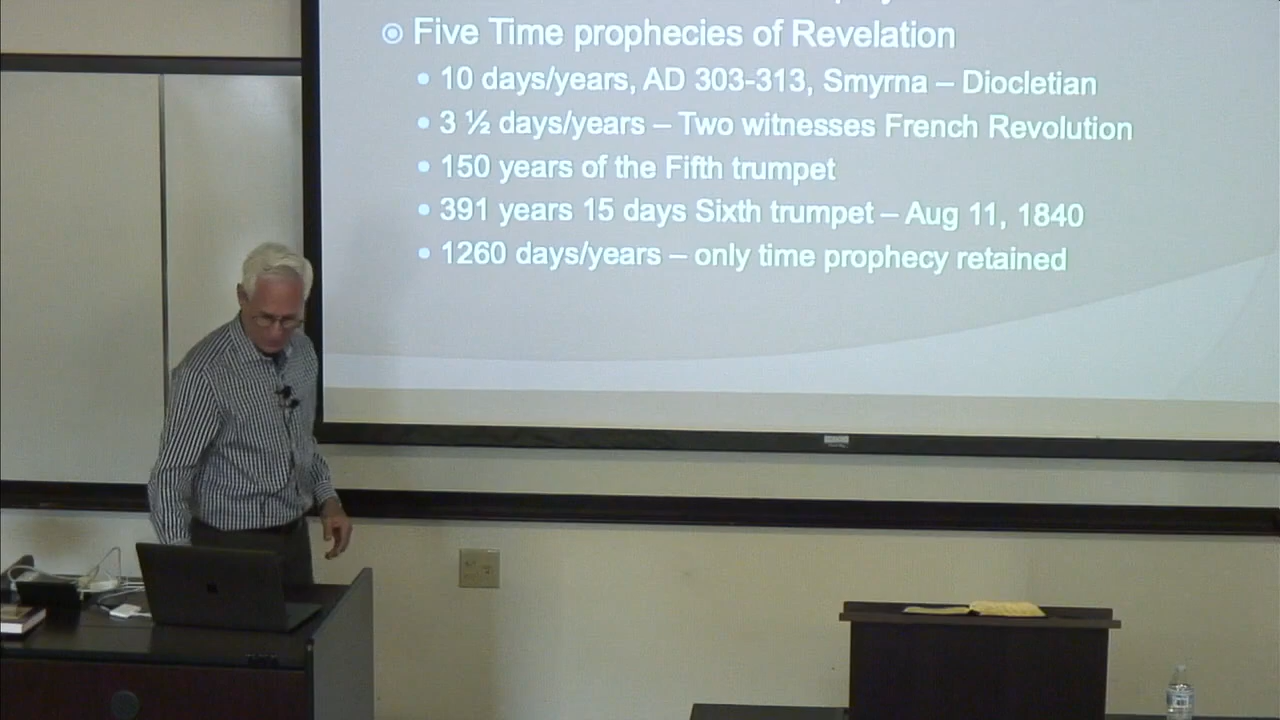 Five Time prophecies of Revelation
10 days/years, AD 303-313, Smyrna – Diocletian
3 ½ days/years – Two witnesses French Revolution
150 years of the Fifth trumpet
391 years 15 days Sixth trumpet – Aug 11, 1840
1260 days/years – only time prophecy retained